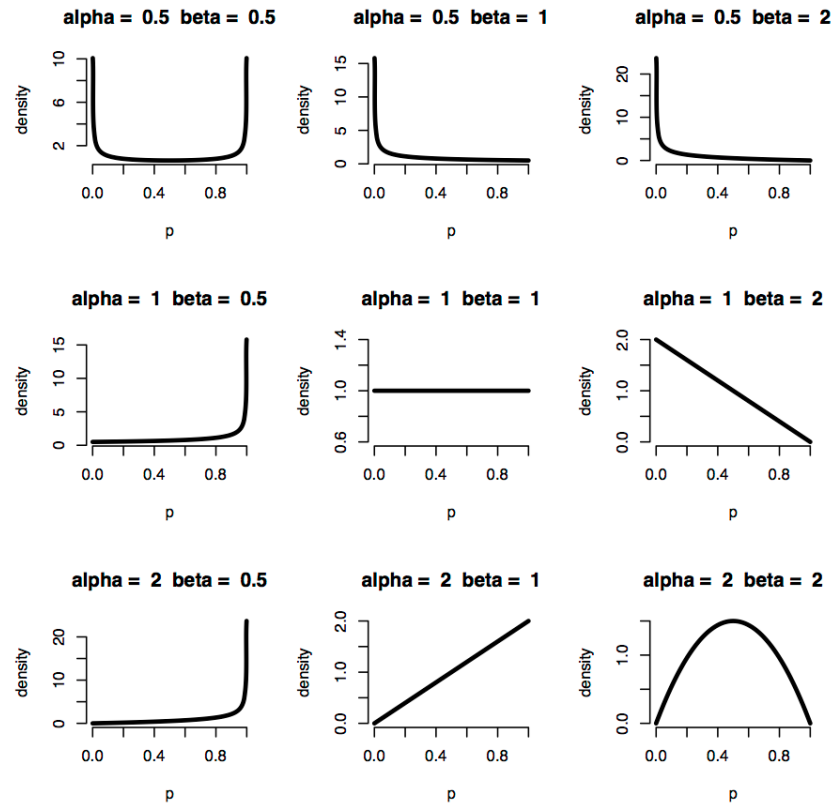 alpha = 0.5 beta = 0.5
density
10
6
2
0.0 0.4 0.8
p
alpha = 0.5 beta = 1
density
15
10
5
0
0.0 0.4 0.8
p
alpha = 0.5 beta = 2
density
20
10
0
0.0 0.4 0.8
p
alpha = 1 beta = 0.5
density
15
10
5
0
0.0 0.4 0.8
p
alpha = 1 beta = 1
density
1.4
1.0
0.6
0.0 0.4 0.8
p
alpha = 1 beta = 2
density
2.0
1.0
0.0
0.0 0.4 0.8
p
alpha = 2 beta = 0.5
density
20
10
0
0.0 0.4 0.8
p
alpha = 2 beta = 1
density
2.0
1.0
0.0
0.0 0.4 0.8
p
alpha = 2 beta = 2
density
1.0
0.0
0.0 0.4 0.8
p